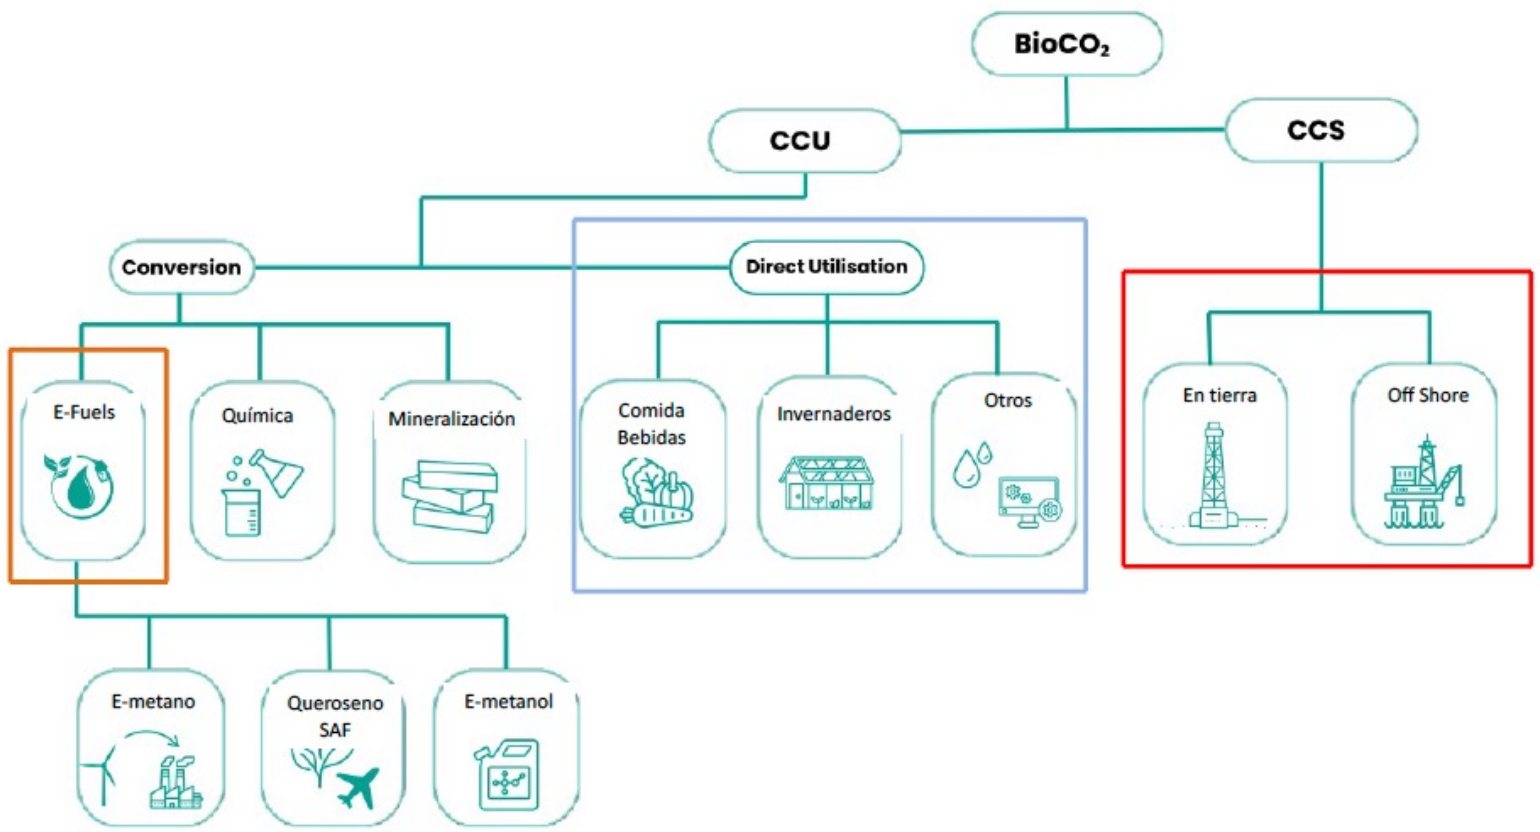 BioCO₂
CCU
CCS
Conversion
Direct Utilisation
E-Fuels
Química
Mineralización
Comida
Bebidas
Invernaderos
Otros
En tierra
Off Shore
E-metano
Queroseno
SAF
E-metanol